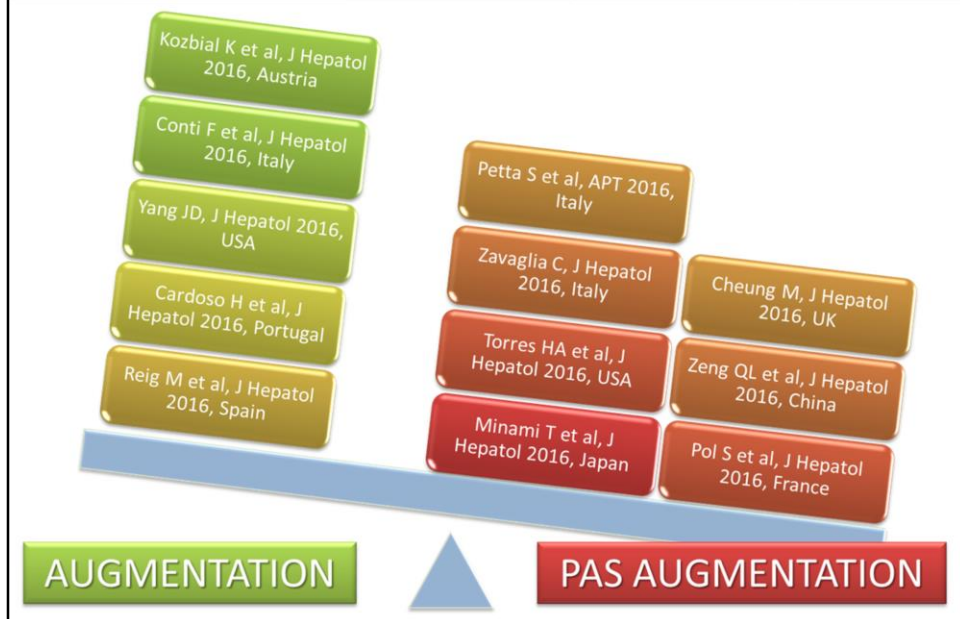 Kozbial K et al, J Hepatol
2016, Austria
Conti F et al, J Hepatol
2016, Italy
Yang JD, J Hepatol 2016,
USA
Cardoso H et al, J
Hepatol 2016, Portugal
Reig M et al, J Hepatol
2016, Spain
Petta S et al, APT 2016,
Italy
Zavaglia C, J Hepatol
2016, Italy
Torres HA et al, J
Hepatol 2016, USA
Minami T et al, J
Hepatol 2016, Japan
Cheung M, J Hepatol
2016, UK
Zeng QL et al, J Hepatol
2016, China
Pol S et al, J Hepatol
2016, France
AUGMENTATION
PAS AUGMENTATION